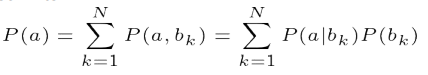 P(a) = \sum_{k=1}^{N} P(a, b_k) = \sum_{k=1}^{N} P(a|b_k)P(b_k)